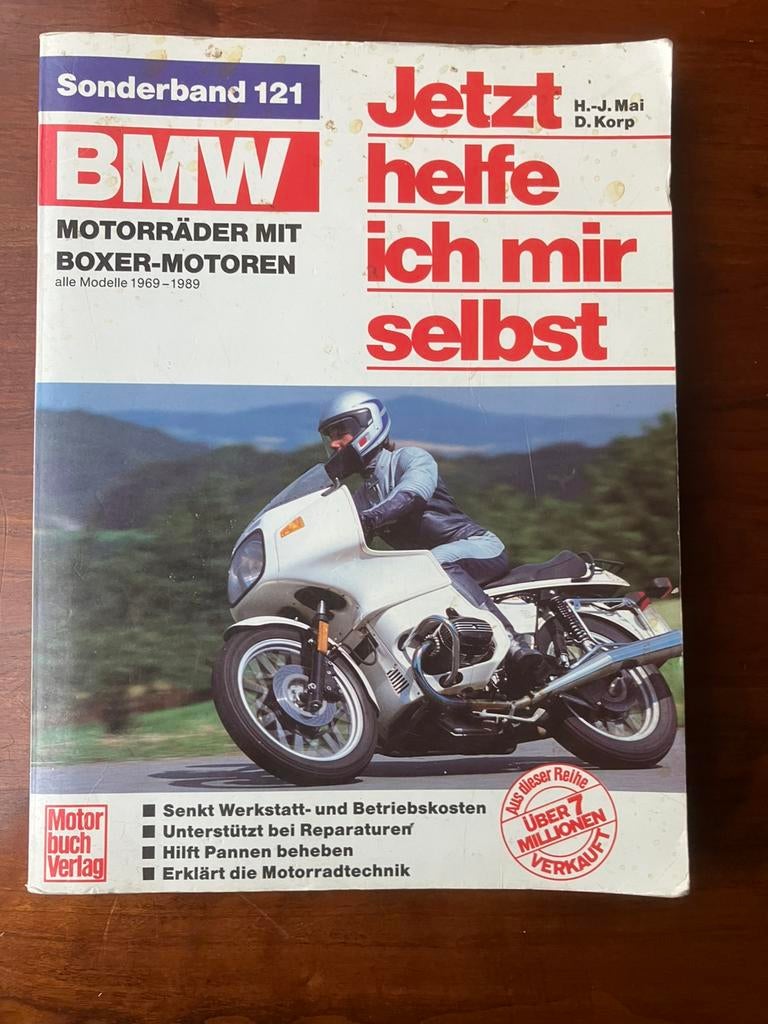 Sonderband 121
BMW
MOTORRÄDER MIT
BOXER-MOTOREN
alle Modelle 1969-1989
Jetzt
helfe
ich mir
selbst
H.-J. Mai
D. Korp
Motor
buch
Verlag
■ Senkt Werkstatt- und Betriebskosten
■ Unterstützt bei Reparaturen
■ Hilft Pannen beheben
■ Erklärt die Motorradtechnik
Aus dieser Reihe
ÜBER 7
MILLIONEN
VERKAUFT